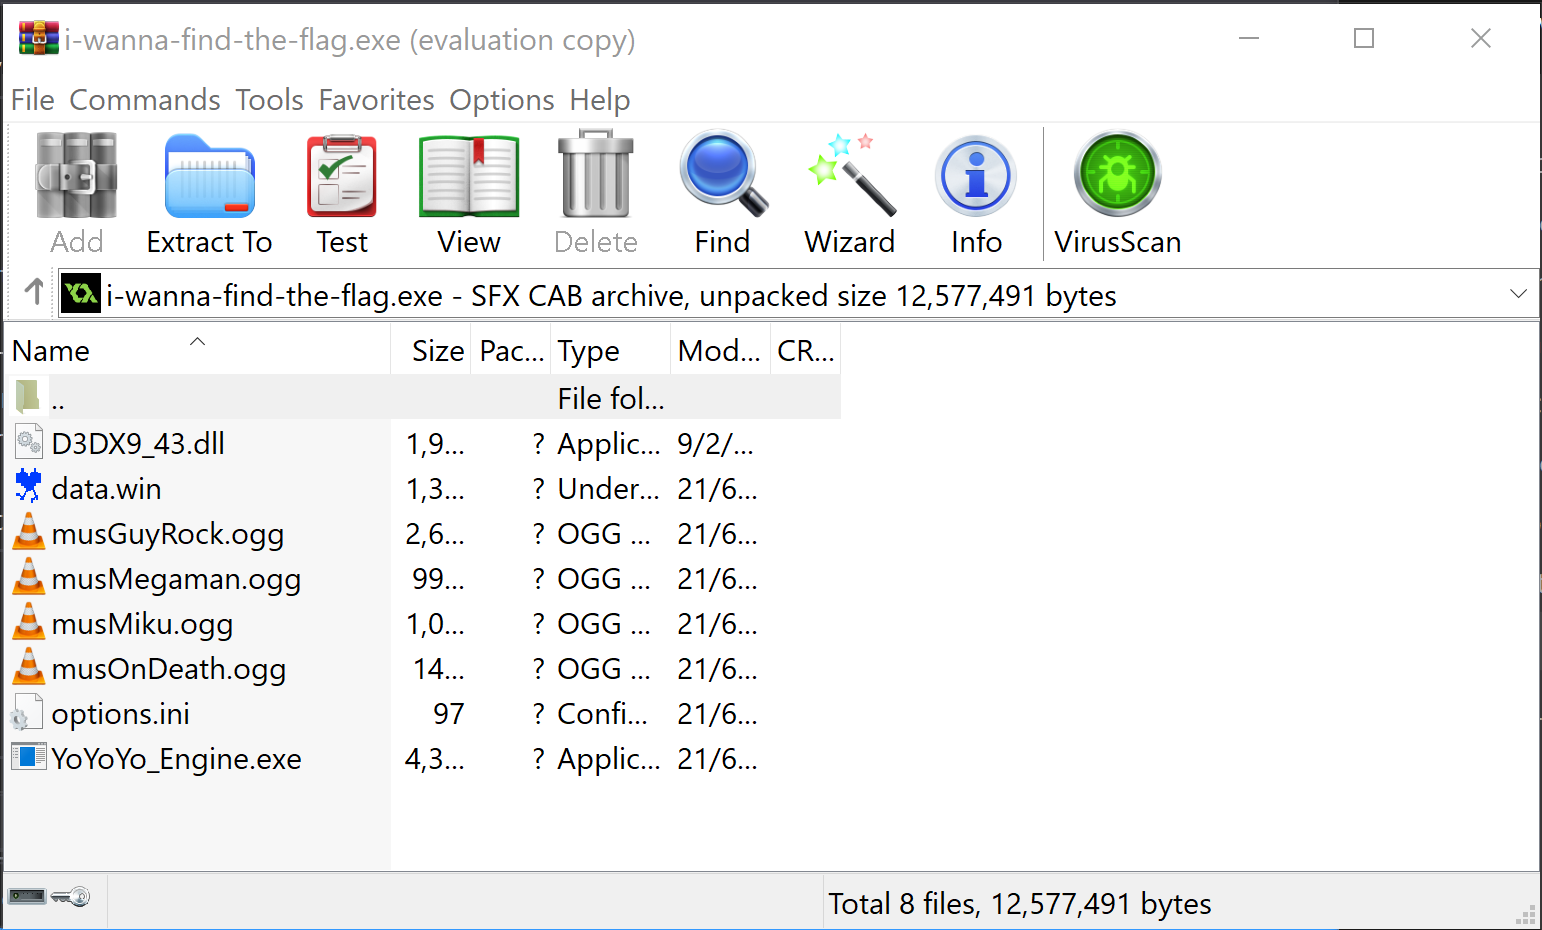 i-wanna-find-the-flag.exe (evaluation copy)
File Commands Tools Favorites Options Help
Add Extract To Test View Delete Find Wizard Info VirusScan
i-wanna-find-the-flag.exe - SFX CAB archive, unpacked size 12,577,491 bytes
Name Size Pac... Type Mod... CR...
.. File fol...
D3DX9_43.dll 1,9... ? Applic... 9/2/...
data.win 1,3... ? Under... 21/6...
musGuyRock.ogg 2,6... ? OGG ... 21/6...
musMegaman.ogg 99... ? OGG ... 21/6...
musMiku.ogg 1,0... ? OGG ... 21/6...
musOnDeath.ogg 14... ? OGG ... 21/6...
options.ini 97 ? Confi... 21/6...
YoYoYo_Engine.exe 4,3... ? Applic... 21/6...
Total 8 files, 12,577,491 bytes